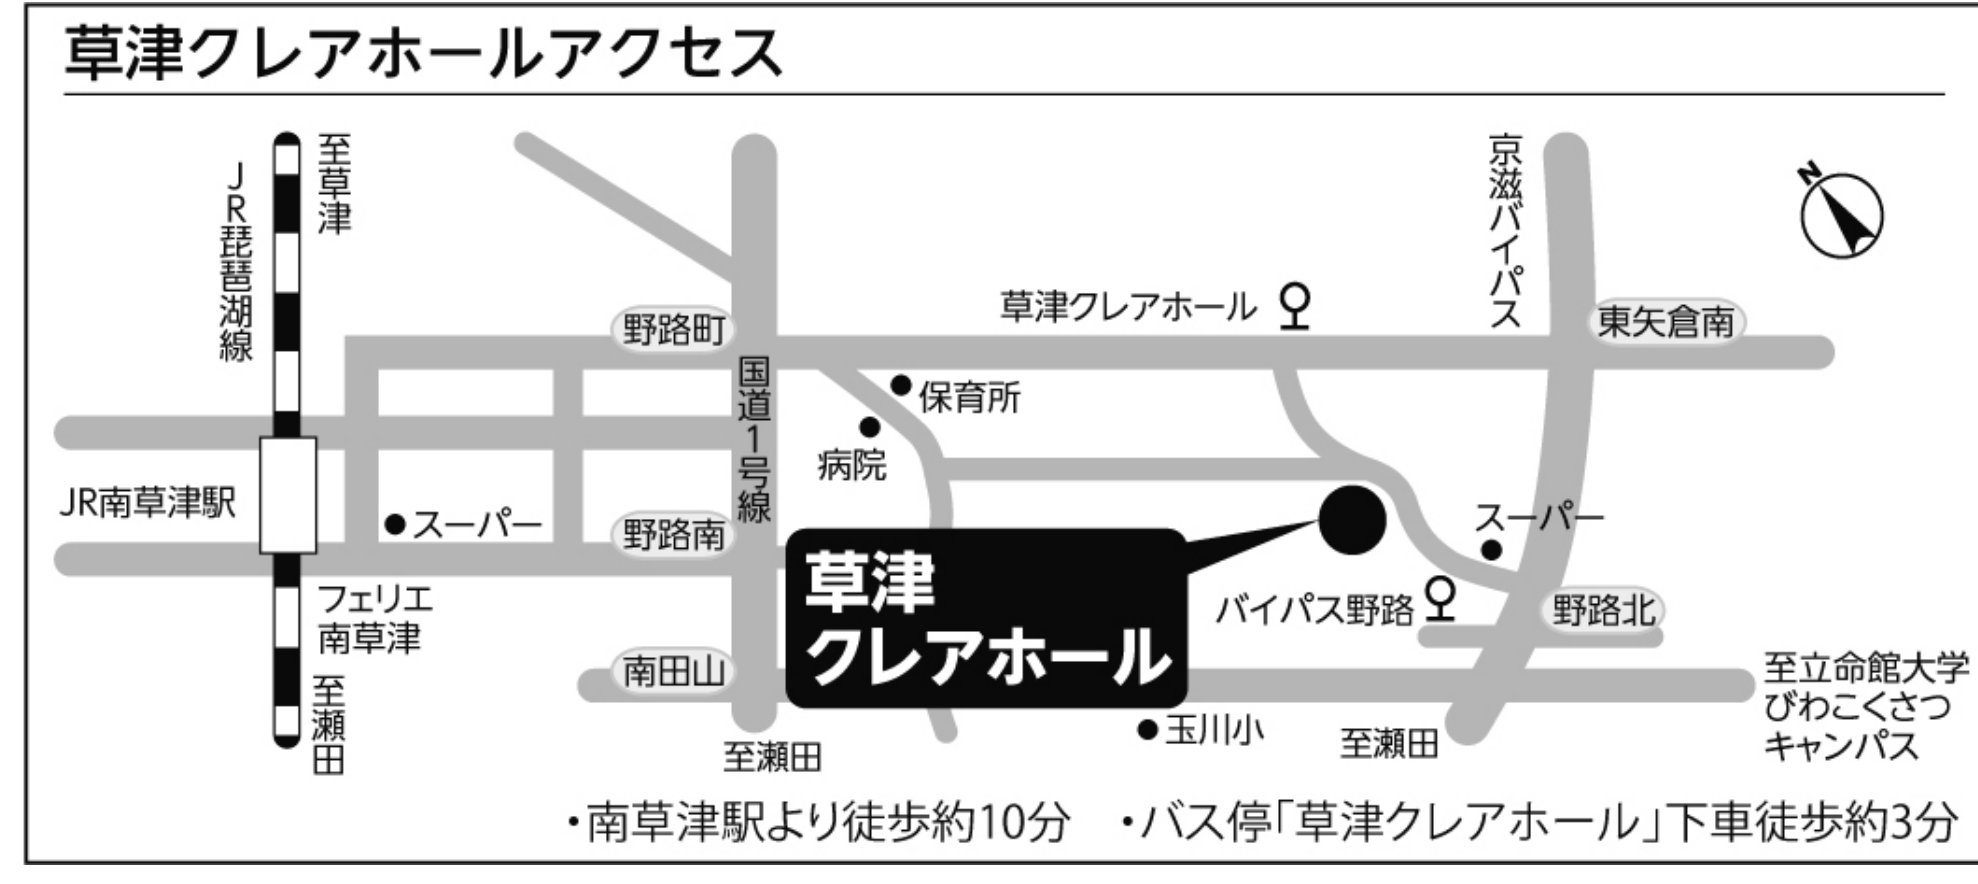 草津クレアホールアクセス
至草津
JR琵琶湖線
京滋バイパス
N
草津クレアホール
野路町
東矢倉南
国道1号線
保育所
病院
JR南草津駅
スーパー
野路南
スーパー
草津
クレアホール
バイパス野路
野路北
フェリエ
南草津
南田山
至瀬田
至立命館大学
びわこくさつ
キャンパス
玉川小
至瀬田
至瀬田
・南草津駅より徒歩約10分 ・バス停「草津クレアホール」下車徒歩約3分